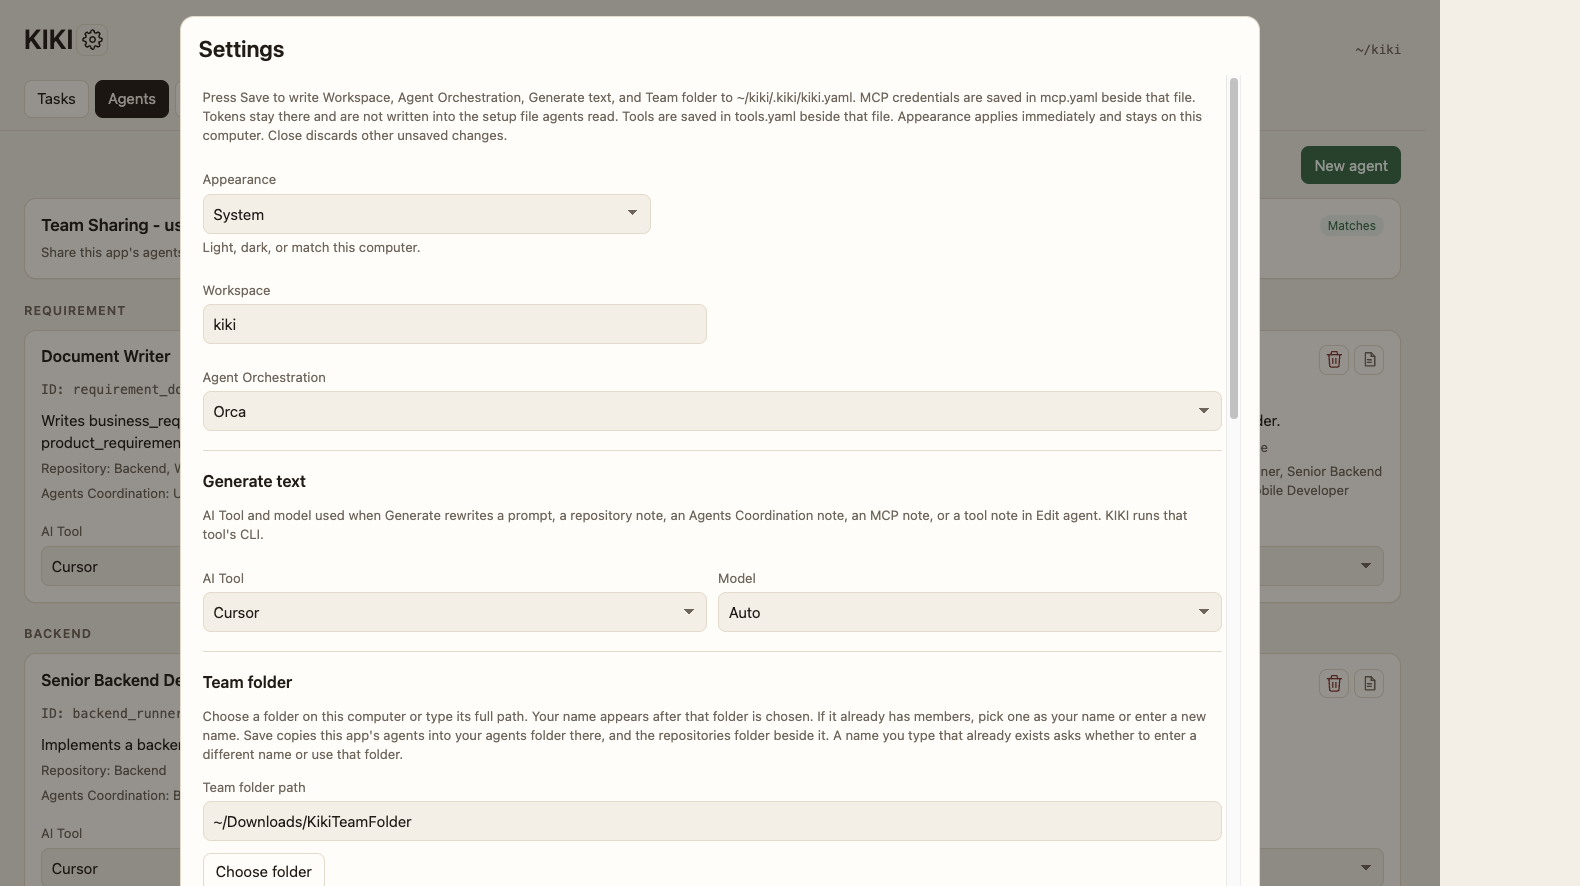 KIKI
~/kiki
Tasks
Agents
New agent
Team Sharing - us
Share this app's agents
Matches
REQUIREMENT
Document Writer
ID: requirement_do
Writes business_req
product_requiremen
Repository: Backend, W
Agents Coordination: U
AI Tool
Cursor
der.
e
ner, Senior Backend
bile Developer
BACKEND
Senior Backend De
ID: backend_runner
Implements a backe
Repository: Backend
Agents Coordination: B
AI Tool
Cursor
Settings
Press Save to write Workspace, Agent Orchestration, Generate text, and Team folder to ~/kiki/.kiki/kiki.yaml. MCP credentials are saved in mcp.yaml beside that file.
Tokens stay there and are not written into the setup file agents read. Tools are saved in tools.yaml beside that file. Appearance applies immediately and stays on this
computer. Close discards other unsaved changes.
Appearance
System
Light, dark, or match this computer.
Workspace
kiki
Agent Orchestration
Orca
Generate text
AI Tool and model used when Generate rewrites a prompt, a repository note, an Agents Coordination note, an MCP note, or a tool note in Edit agent. KIKI runs that
tool's CLI.
AI Tool
Model
Cursor
Auto
Team folder
Choose a folder on this computer or type its full path. Your name appears after that folder is chosen. If it already has members, pick one as your name or enter a new
name. Save copies this app's agents into your agents folder there, and the repositories folder beside it. A name you type that already exists asks whether to enter a
different name or use that folder.
Team folder path
~/Downloads/KikiTeamFolder
Choose folder